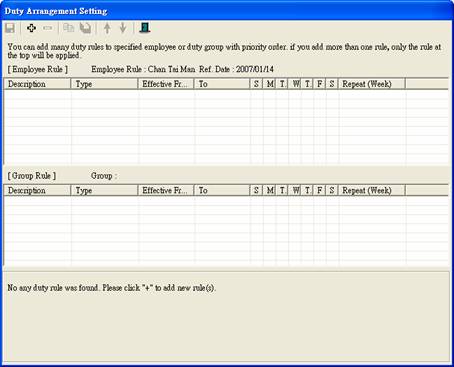 Duty Arrangement Setting
You can add many duty rules to specified employee or duty group with priority order. if you add more than one rule, only the rule at
the top will be applied.
[ Employee Rule ] Employee Rule : Chan Tai Man Ref. Date : 2007/01/14
Description Type Effective Fr... To S M T. W T. F S Repeat (Week)
[ Group Rule ] Group :
Description Type Effective Fr... To S M T. W T. F S Repeat (Week)
No any duty rule was found. Please click "+" to add new rule(s).